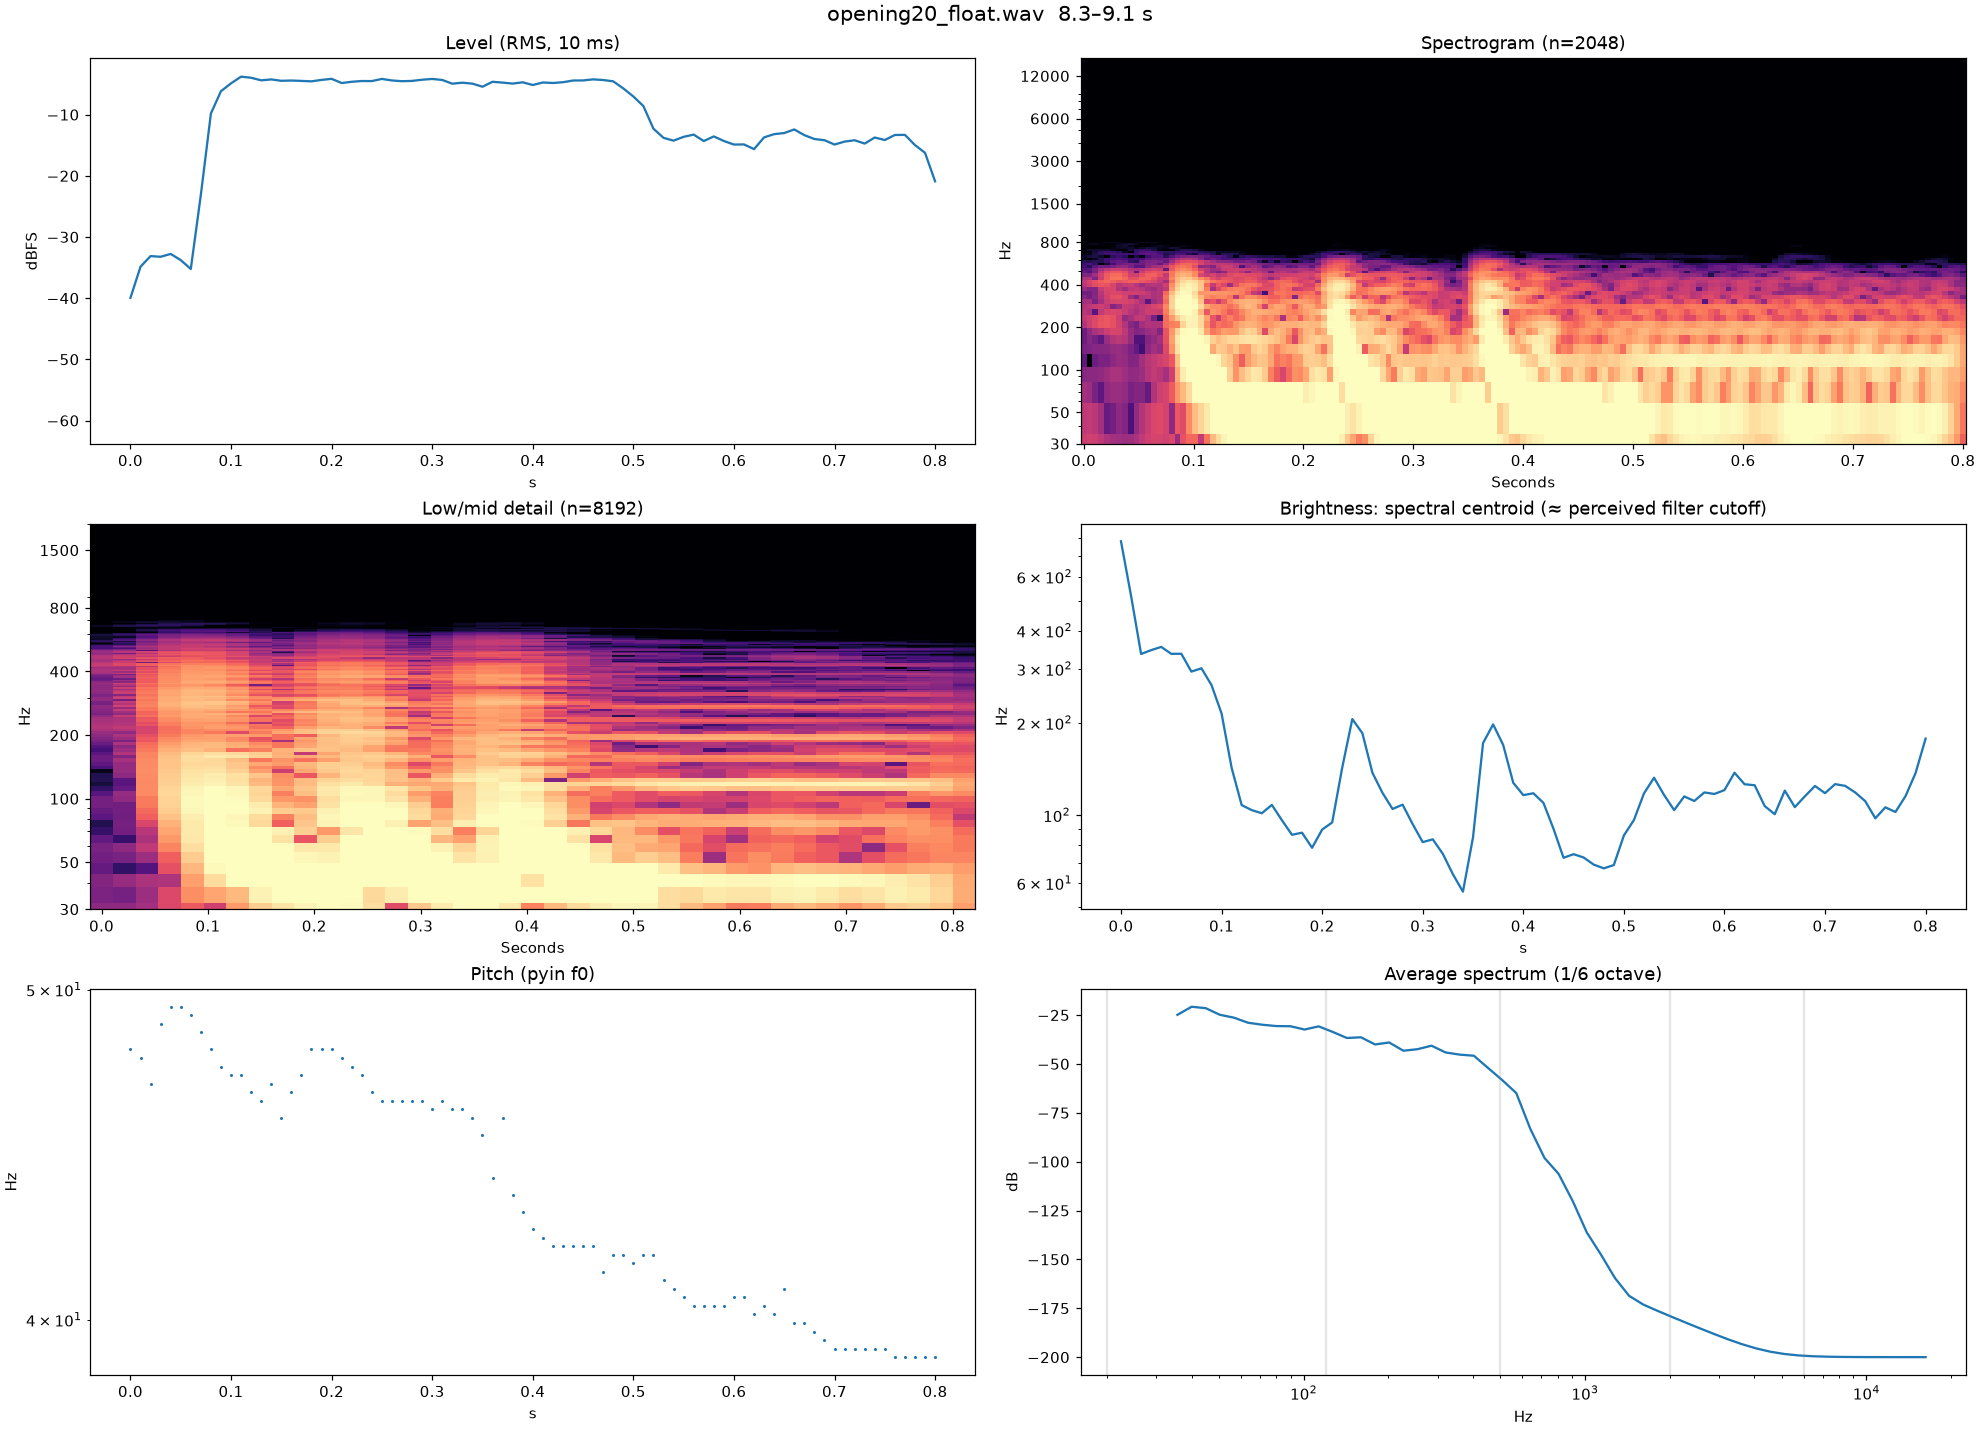 opening20_float.wav  8.3–9.1 s
Level (RMS, 10 ms)
dBFS
−10
−20
−30
−40
−50
−60
0.0 0.1 0.2 0.3 0.4 0.5 0.6 0.7 0.8
s
Spectrogram (n=2048)
Hz
12000
6000
3000
1500
800
400
200
100
50
30
0.0 0.1 0.2 0.3 0.4 0.5 0.6 0.7 0.8
Seconds
Low/mid detail (n=8192)
Hz
1500
800
400
200
100
50
30
0.0 0.1 0.2 0.3 0.4 0.5 0.6 0.7 0.8
Seconds
Brightness: spectral centroid (≈ perceived filter cutoff)
Hz
6 × 10²
4 × 10²
3 × 10²
2 × 10²
10²
6 × 10¹
0.0 0.1 0.2 0.3 0.4 0.5 0.6 0.7 0.8
s
Pitch (pyin f0)
Hz
5 × 10¹
4 × 10¹
0.0 0.1 0.2 0.3 0.4 0.5 0.6 0.7 0.8
s
Average spectrum (1/6 octave)
dB
−25
−50
−75
−100
−125
−150
−175
−200
10² 10³ 10⁴
Hz